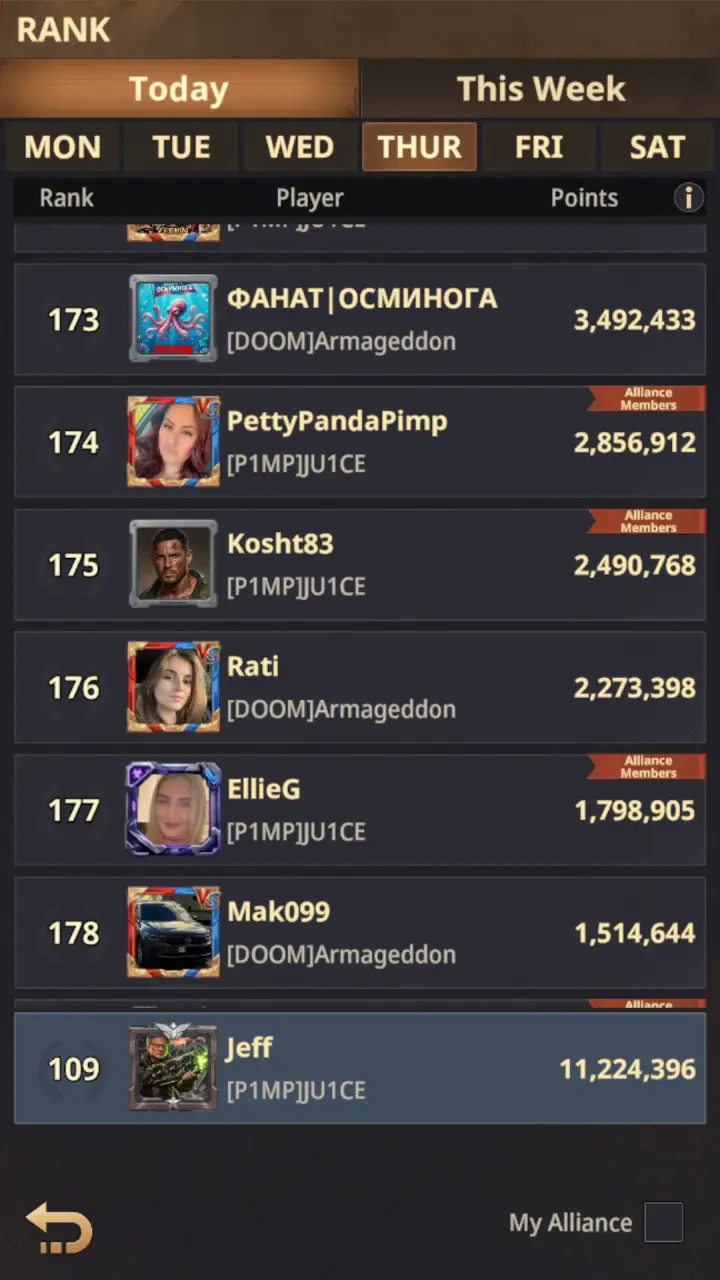 RANK
Today
This Week
MON TUE WED THUR FRI SAT
Rank Player Points
173
ФАНАТ|ОСМИНОГА
[DOOM]Armageddon
3,492,433
Alliance
Members
174
PettyPandaPimp
[P1MP]JU1CE
2,856,912
Alliance
Members
175
Kosht83
[P1MP]JU1CE
2,490,768
176
Rati
[DOOM]Armageddon
2,273,398
Alliance
Members
177
EllieG
[P1MP]JU1CE
1,798,905
178
Mak099
[DOOM]Armageddon
1,514,644
Alliance
109
Jeff
[P1MP]JU1CE
11,224,396
My Alliance